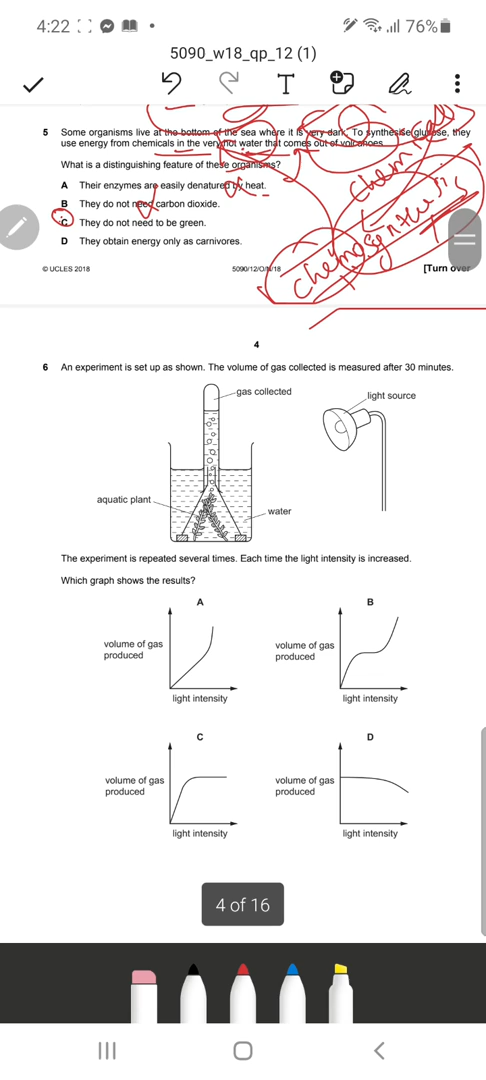 4:22
76%
5090_w18_qp_12 (1)
T
5 Some organisms live at the bottom of the sea where it is very dark. To synthesise glucose, they
use energy from chemicals in the very hot water that comes out of volcanoes.
What is a distinguishing feature of these organisms?
A Their enzymes are easily denatured by heat.
B They do not need carbon dioxide.
C They do not need to be green.
D They obtain energy only as carnivores.
chemicals
chemosynthesis
© UCLES 2018
5090/12/O/N/18
[Turn over
4
6 An experiment is set up as shown. The volume of gas collected is measured after 30 minutes.
gas collected
light source
aquatic plant
water
The experiment is repeated several times. Each time the light intensity is increased.
Which graph shows the results?
A
volume of gas
produced
light intensity
B
volume of gas
produced
light intensity
C
volume of gas
produced
light intensity
D
volume of gas
produced
light intensity
4 of 16